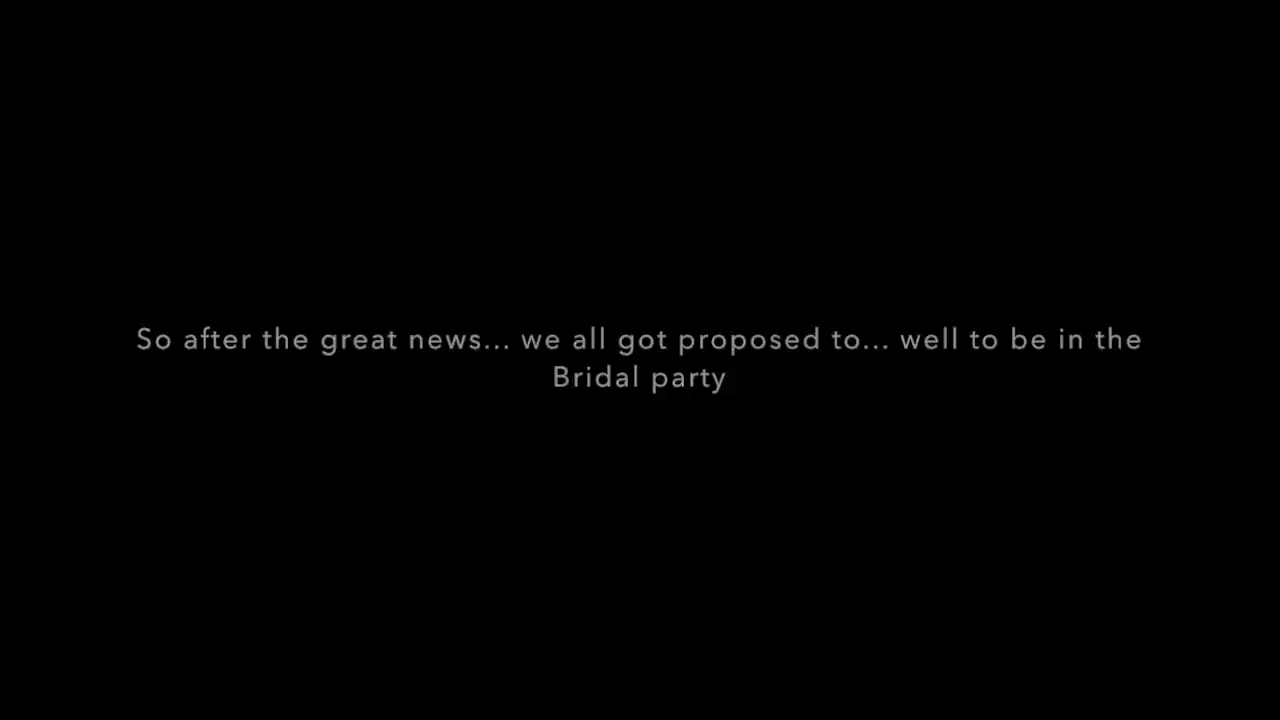 So after the great news... we all got proposed to... well to be in the
Bridal party